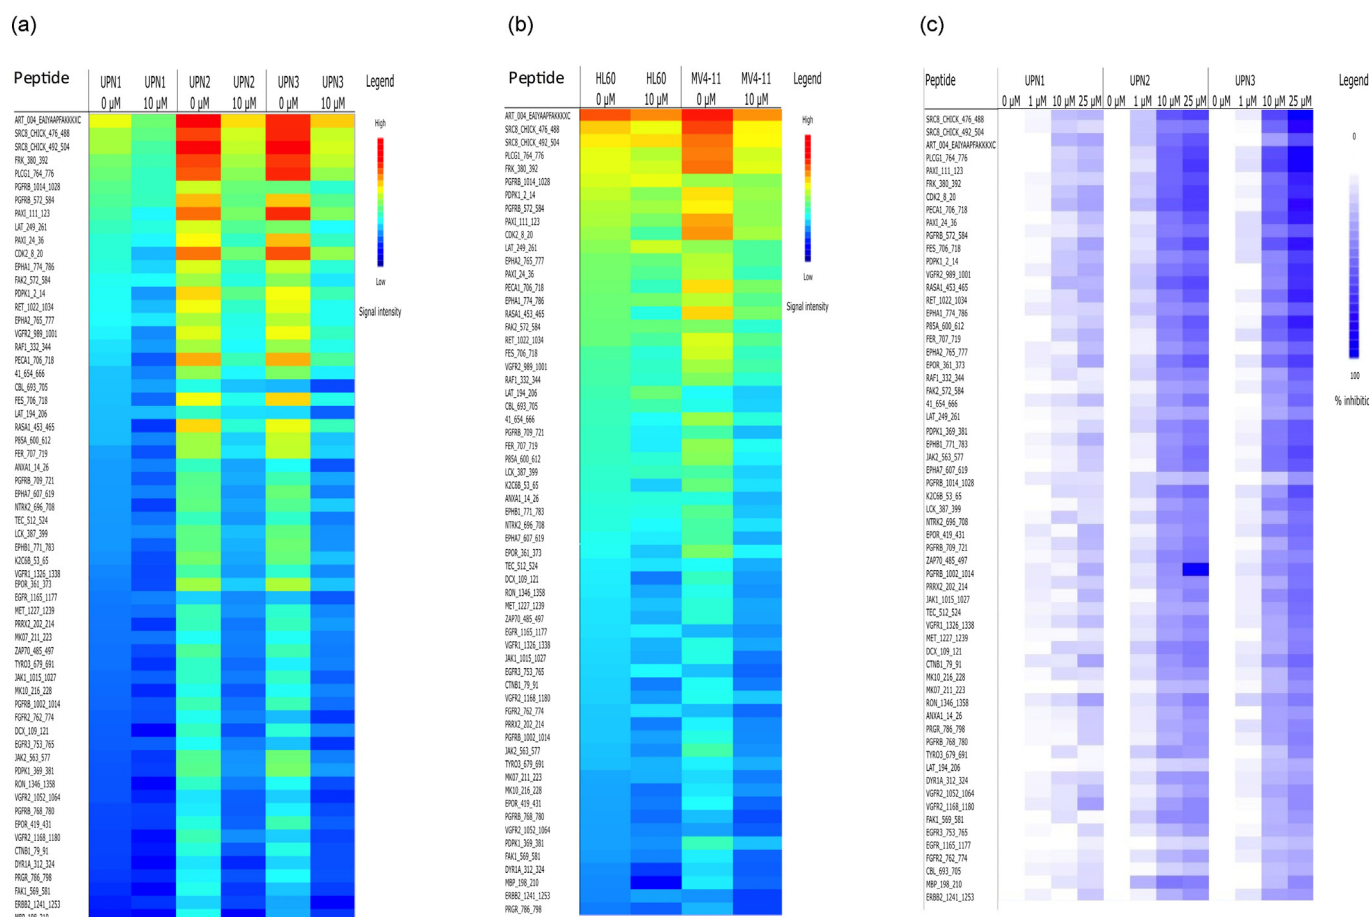 (a)
Peptide UPN1 UPN1 UPN2 UPN2 UPN3 UPN3 Legend
0 µM 10 µM 0 µM 10 µM 0 µM 10 µM
ART_004_EAIYAAPFAKKKXC
SRC8_CHICK_476_488
SRC8_CHICK_492_504
FRK_380_392
PLCG1_764_776
PGFRB_1014_1028
PGFRB_572_584
PAXI_111_123
LAT_249_261
PAXI_24_36
CDK2_8_20
EPHA1_774_786
FAK2_572_584
PDPK1_2_14
RET_1022_1034
EPHA2_765_777
VGFR2_989_1001
RAF1_332_344
PECA1_706_718
41_654_666
CBL_693_705
FES_706_718
LAT_194_206
RASA1_453_465
P85A_600_612
FER_707_719
ANXA1_14_26
PGFRB_709_721
EPHA7_607_619
NTRK2_696_708
TEC_512_524
LCK_387_399
EPHB1_771_783
K2C6B_53_65
VGFR1_1326_1338
EPOR_361_373
EGFR_1165_1177
MET_1227_1239
PRRX2_202_214
MK07_211_223
ZAP70_485_497
TYRO3_679_691
JAK1_1015_1027
MK10_216_228
PGFRB_1002_1014
FGFR2_762_774
DCX_109_121
EGFR3_753_765
JAK2_563_577
PDPK1_369_381
RON_1346_1358
VGFR2_1052_1064
PGFRB_768_780
EPOR_419_431
VGFR2_1168_1180
CTNB1_79_91
DYR1A_312_324
PRGR_786_798
FAK1_569_581
ERBB2_1241_1253
MBP_198_210
High
Low
Signal intensity
(b)
Peptide HL60 HL60 MV4-11 MV4-11 Legend
0 µM 10 µM 0 µM 10 µM
ART_004_EAIYAAPFAKKKXC
SRC8_CHICK_476_488
SRC8_CHICK_492_504
PLCG1_764_776
FRK_380_392
PGFRB_1014_1028
PDPK1_2_14
PGFRB_572_584
PAXI_111_123
CDK2_8_20
LAT_249_261
EPHA2_765_777
PAXI_24_36
PECA1_706_718
EPHA1_774_786
RASA1_453_465
FAK2_572_584
RET_1022_1034
FES_706_718
VGFR2_989_1001
RAF1_332_344
LAT_194_206
CBL_693_705
41_654_666
PGFRB_709_721
FER_707_719
P85A_600_612
LCK_387_399
K2C6B_53_65
ANXA1_14_26
EPHB1_771_783
NTRK2_696_708
EPHA7_607_619
EPOR_361_373
TEC_512_524
DCX_109_121
RON_1346_1358
MET_1227_1239
ZAP70_485_497
EGFR_1165_1177
VGFR1_1326_1338
JAK1_1015_1027
EGFR3_753_765
CTNB1_79_91
VGFR2_1168_1180
FGFR2_762_774
PRRX2_202_214
PGFRB_1002_1014
JAK2_563_577
TYRO3_679_691
MK07_211_223
MK10_216_228
EPOR_419_431
PGFRB_768_780
VGFR2_1052_1064
PDPK1_369_381
FAK1_569_581
DYR1A_312_324
MBP_198_210
ERBB2_1241_1253
PRGR_786_798
High
Low
Signal intensity
(c)
Peptide UPN1 UPN2 UPN3 Legend
0 µM 1 µM 10 µM 25 µM 0 µM 1 µM 10 µM 25 µM 0 µM 1 µM 10 µM 25 µM
SRC8_CHICK_476_488
SRC8_CHICK_492_504
ART_004_EAIYAAPFAKKKXC
PLCG1_764_776
PAXI_111_123
FRK_380_392
CDK2_8_20
PECA1_706_718
PAXI_24_36
PGFRB_572_584
FES_706_718
PDPK1_2_14
VGFR2_989_1001
RASA1_453_465
RET_1022_1034
EPHA1_774_786
P85A_600_612
FER_707_719
EPHA2_765_777
EPOR_361_373
RAF1_332_344
FAK2_572_584
41_654_666
LAT_249_261
PDPK1_369_381
EPHB1_771_783
JAK2_563_577
EPHA7_607_619
PGFRB_1014_1028
K2C6B_53_65
LCK_387_399
NTRK2_696_708
EPOR_419_431
PGFRB_709_721
ZAP70_485_497
PGFRB_1002_1014
PRRX2_202_214
JAK1_1015_1027
TEC_512_524
VGFR1_1326_1338
MET_1227_1239
DCX_109_121
CTNB1_79_91
MK10_216_228
MK07_211_223
RON_1346_1358
ANXA1_14_26
PRGR_786_798
PGFRB_768_780
TYRO3_679_691
LAT_194_206
DYR1A_312_324
VGFR2_1052_1064
VGFR2_1168_1180
FAK1_569_581
EGFR3_753_765
EGFR_1165_1177
FGFR2_762_774
CBL_693_705
MBP_198_210
ERBB2_1241_1253
0
100
% inhibitic